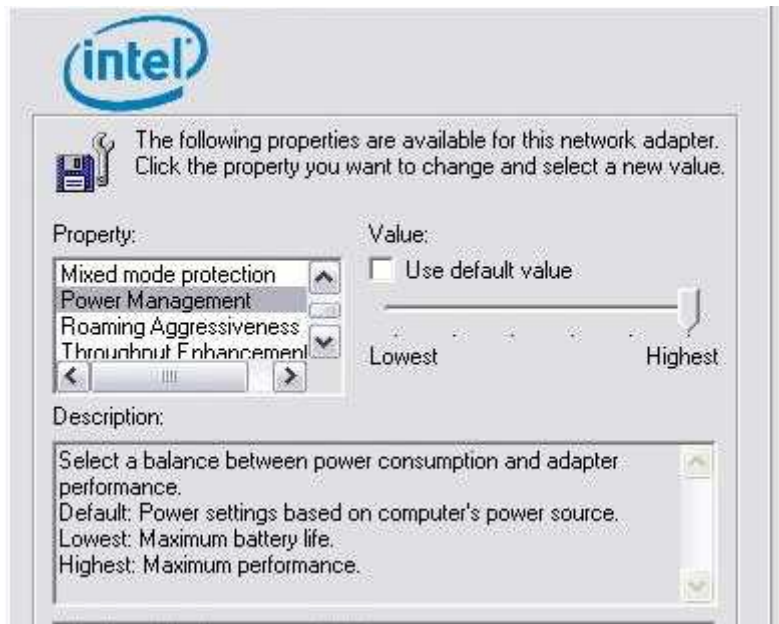 intel
The following properties are available for this network adapter.
Click the property you want to change and select a new value.
Property:
Value:
Mixed mode protection
Power Management
Roaming Aggressiveness
Throughput Enhancement
Use default value
Lowest
Highest
Description:
Select a balance between power consumption and adapter
performance.
Default: Power settings based on computer's power source.
Lowest: Maximum battery life.
Highest: Maximum performance.